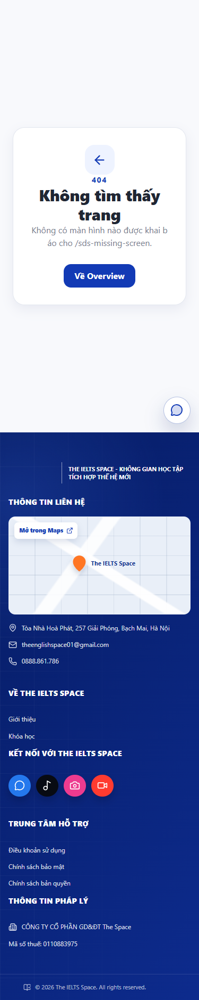 404
Không tìm thấy
trang
Không có màn hình nào được khai b
áo cho /sds-missing-screen.
Về Overview
THE IELTS SPACE - KHÔNG GIAN HỌC TẬP
TÍCH HỢP THẾ HỆ MỚI
THÔNG TIN LIÊN HỆ
Mở trong Maps
The IELTS Space
Tòa Nhà Hoà Phát, 257 Giải Phóng, Bạch Mai, Hà Nội
theenglishspace01@gmail.com
0888.861.786
VỀ THE IELTS SPACE
Giới thiệu
Khóa học
KẾT NỐI VỚI THE IELTS SPACE
TRUNG TÂM HỖ TRỢ
Điều khoản sử dụng
Chính sách bảo mật
Chính sách bản quyền
THÔNG TIN PHÁP LÝ
CÔNG TY CỔ PHẦN GD&ĐT The Space
Mã số thuế: 0110883975
© 2026 The IELTS Space. All rights reserved.